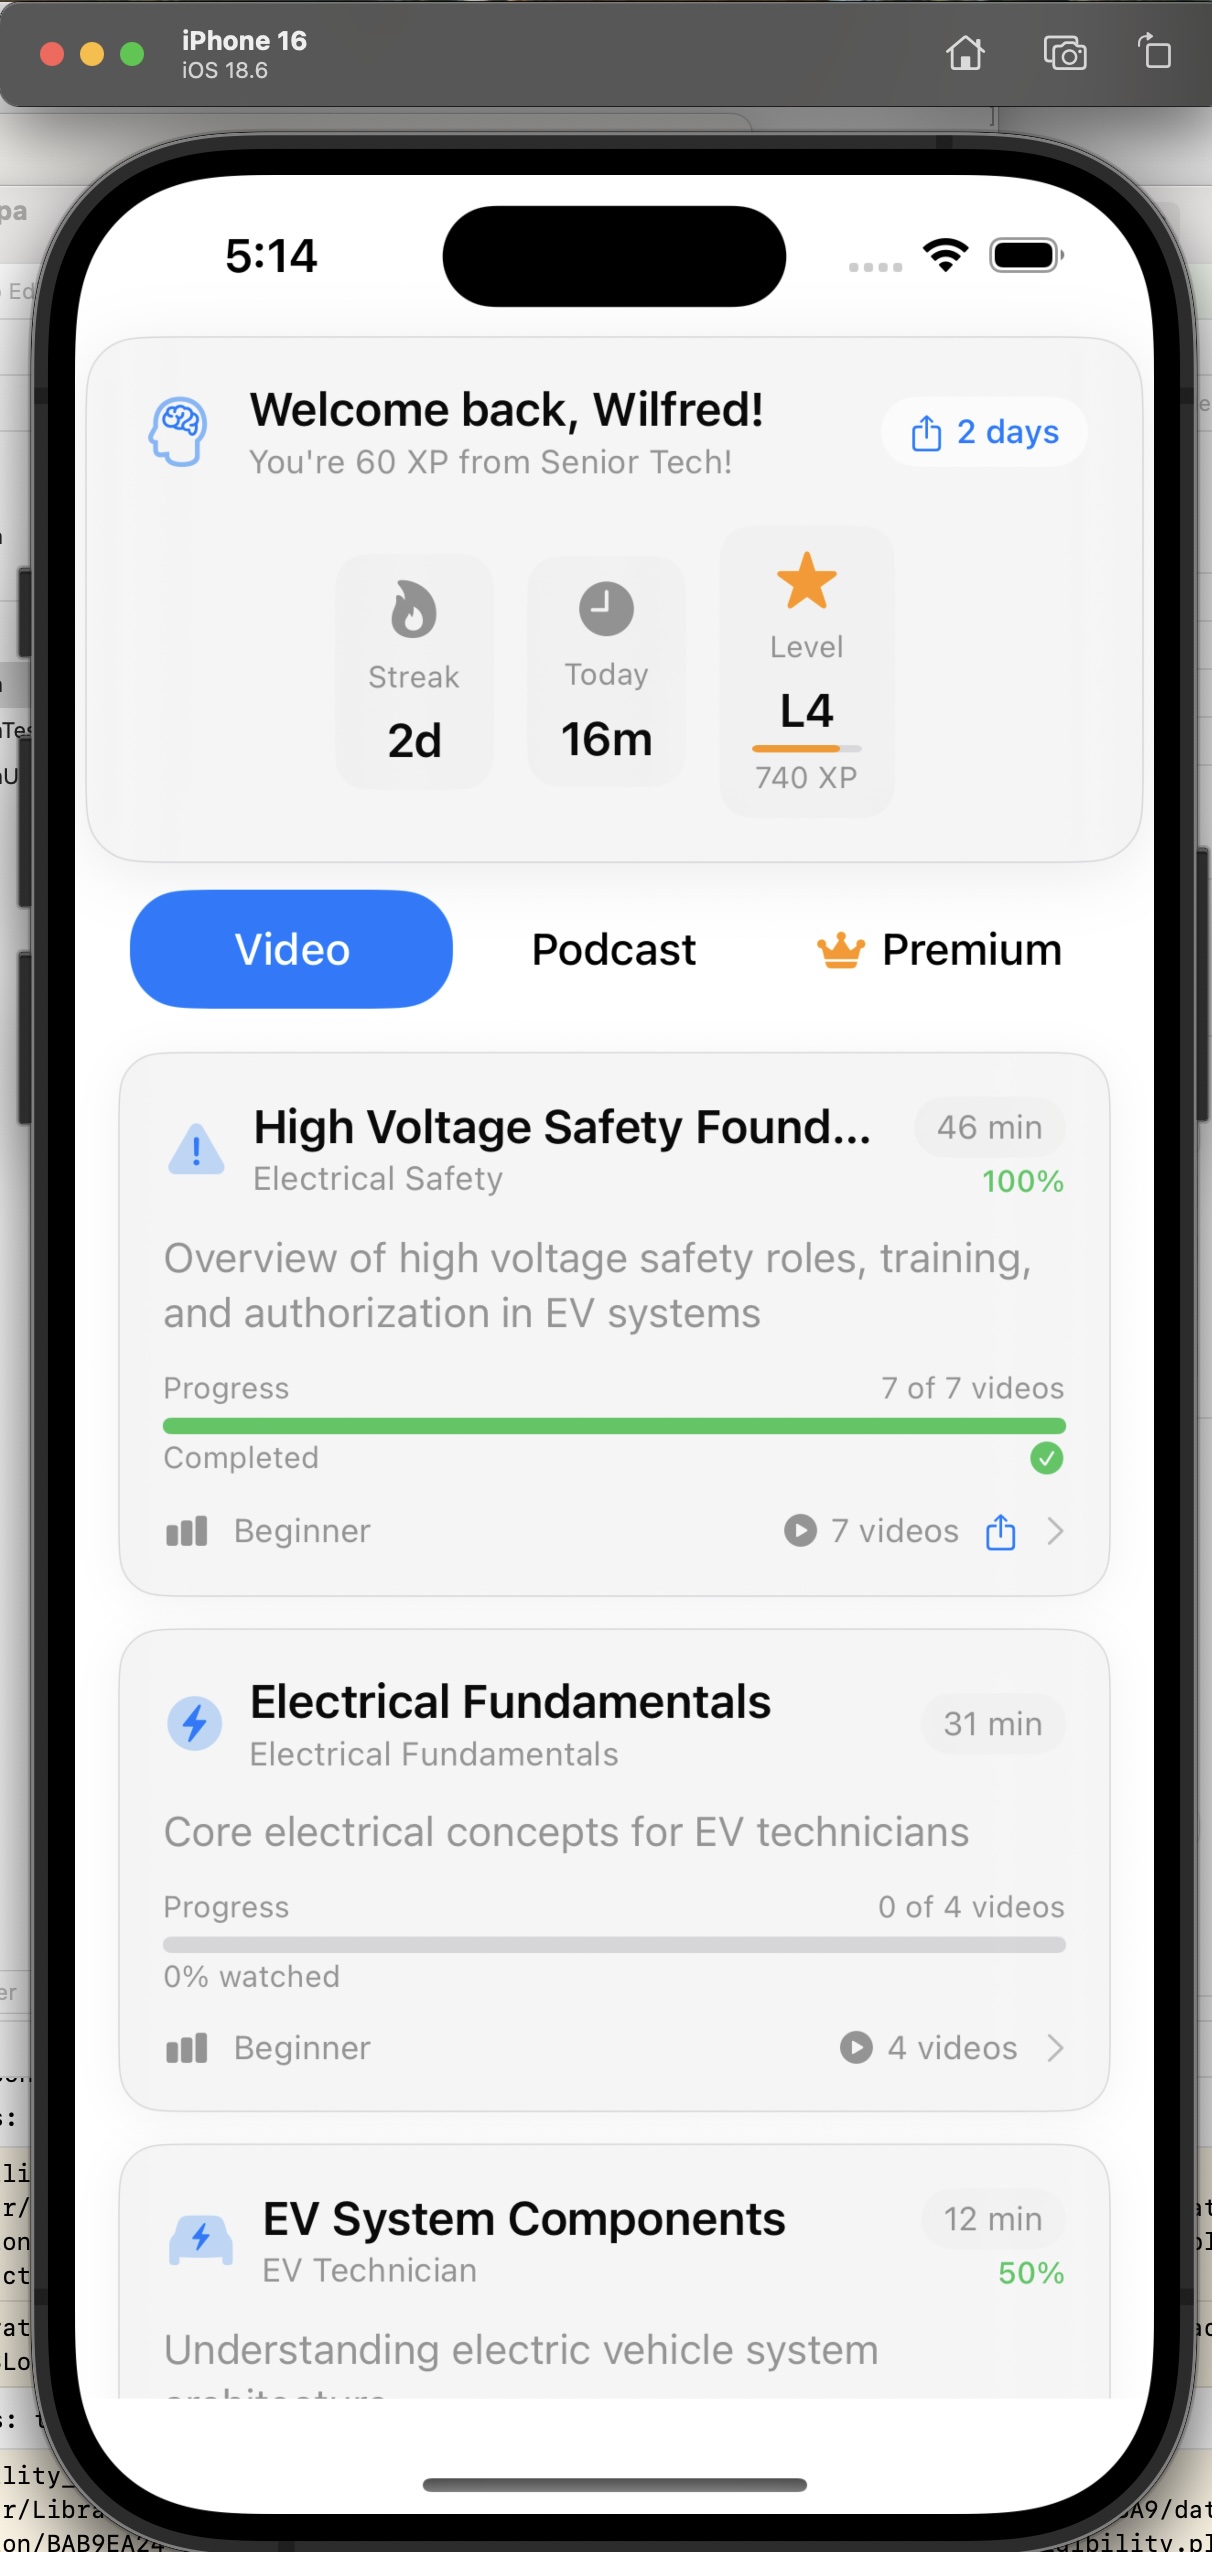 iPhone 16
iOS 18.6
5:14
Welcome back, Wilfred!
You're 60 XP from Senior Tech!
2 days
Streak
2d
Today
16m
Level
L4
740 XP
Video
Podcast
Premium
High Voltage Safety Found...
46 min
Electrical Safety
100%
Overview of high voltage safety roles, training,
and authorization in EV systems
Progress
7 of 7 videos
Completed
Beginner
7 videos
Electrical Fundamentals
31 min
Electrical Fundamentals
Core electrical concepts for EV technicians
Progress
0 of 4 videos
0% watched
Beginner
4 videos
EV System Components
12 min
EV Technician
50%
Understanding electric vehicle system
architecture